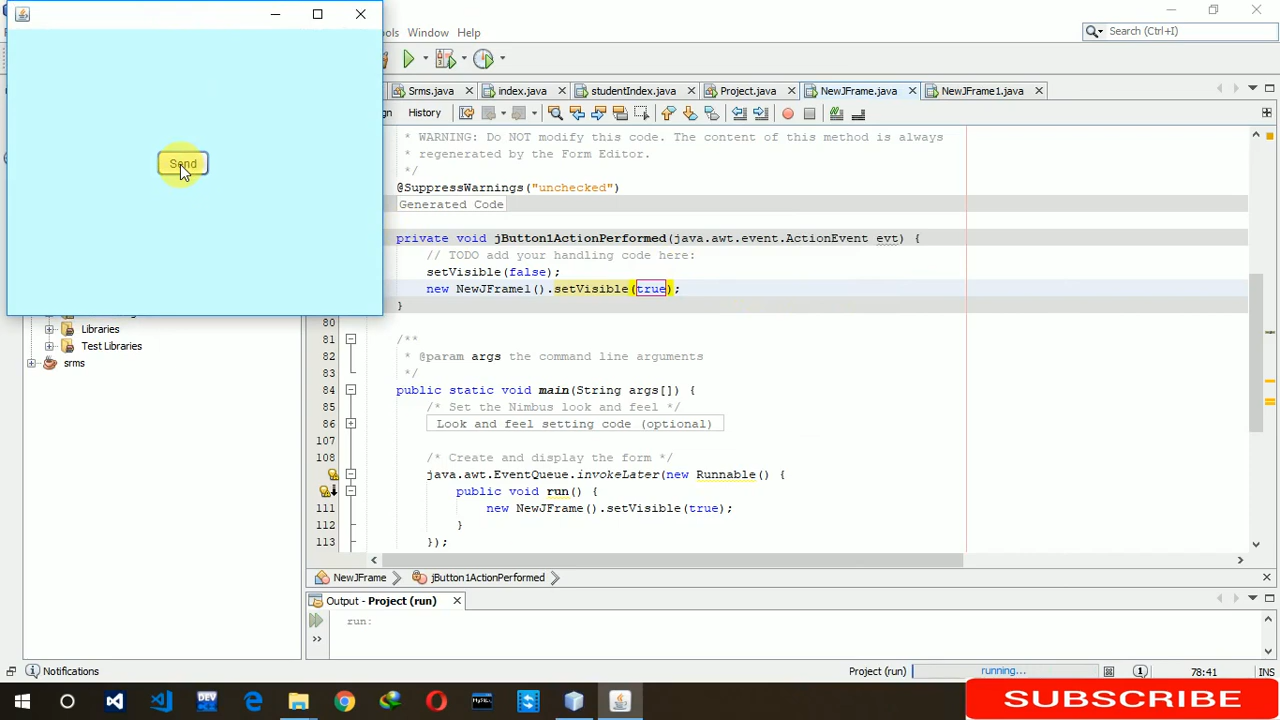 ols Window Help
Search (Ctrl+I)
Srms.java index.java studentIndex.java Project.java NewJFrame.java NewJFrame1.java
gn History
Send
* WARNING: Do NOT modify this code. The content of this method is always
* regenerated by the Form Editor.
*/
@SuppressWarnings("unchecked")
Generated Code
private void jButton1ActionPerformed(java.awt.event.ActionEvent evt) {
// TODO add your handling code here:
setVisible(false);
new NewJFrame1().setVisible(true);
}
80
81 /**
82 * @param args the command line arguments
83 */
84 public static void main(String args[]) {
85 /* Set the Nimbus look and feel */
86 Look and feel setting code (optional)
107
108 /* Create and display the form */
java.awt.EventQueue.invokeLater(new Runnable() {
public void run() {
111 new NewJFrame().setVisible(true);
112 }
113 });
Libraries
Test Libraries
srms
NewJFrame jButton1ActionPerformed
Output - Project (run)
run:
Notifications
Project (run) running... 1 78:41 INS
DEV
MySQL
SUBSCRIBE